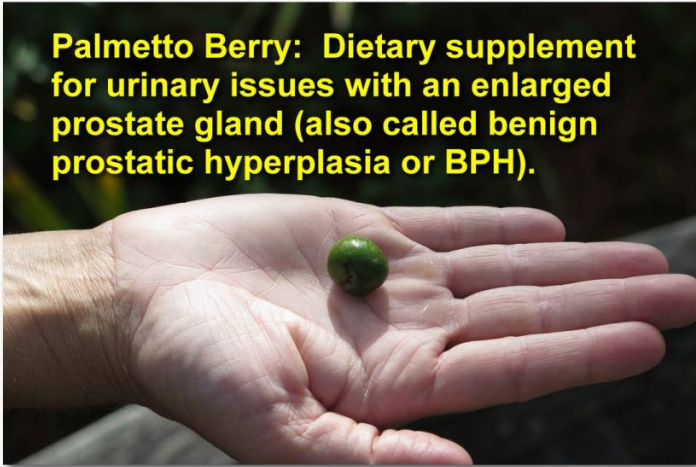 Palmetto Berry:  Dietary supplement
for urinary issues with an enlarged
prostate gland (also called benign
prostatic hyperplasia or BPH).